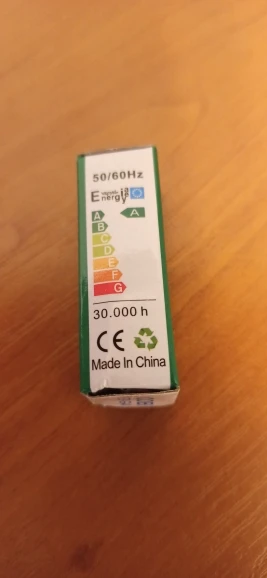 50/60Hz
Energy
A A
B
C
D
E
F
G
30.000 h
CE
Made In China